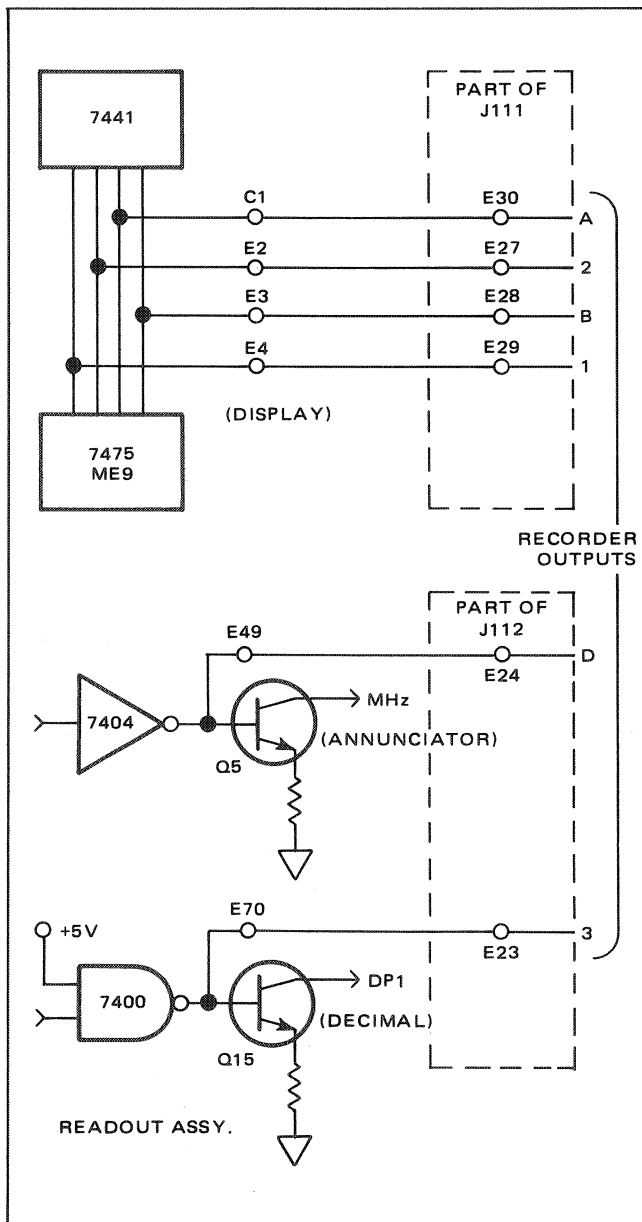 7441
PART OF
J111
C1 E30 A
E2 E27 2
E3 E28 B
E4 E29 1
(DISPLAY)
7475
ME9
RECORDER
OUTPUTS
PART OF
J112
E49 D
E24
7404
MHz
(ANNUNCIATOR)
Q5
E70 3
+5V
E23
7400
DP1
(DECIMAL)
Q15
READOUT ASSY.